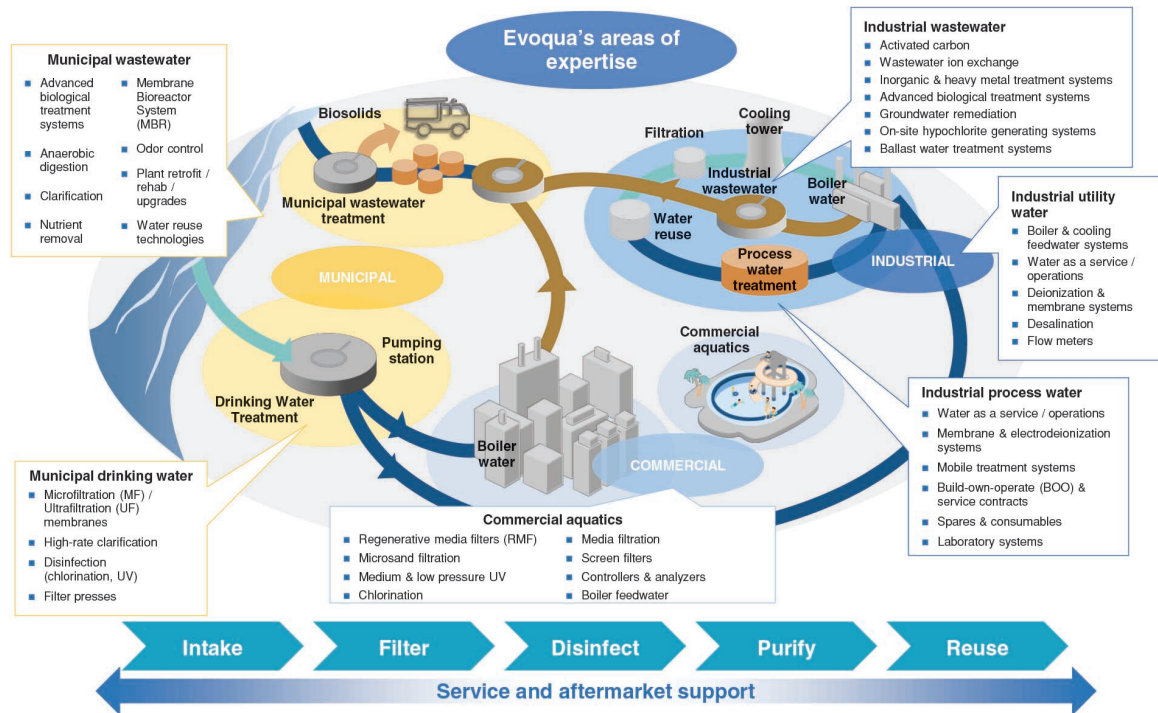 Evoqua's areas of
expertise
Municipal wastewater
Advanced
biological
treatment
systems
Anaerobic
digestion
Clarification
Nutrient
removal
Membrane
Bioreactor
System
(MBR)
Odor control
Plant retrofit /
rehab /
upgrades
Water reuse
technologies
Biosolids
Municipal wastewater
treatment
MUNICIPAL
Pumping
station
Drinking Water
Treatment
Municipal drinking water
Microfiltration (MF) /
Ultrafiltration (UF)
membranes
High-rate clarification
Disinfection
(chlorination, UV)
Filter presses
Filtration
Cooling
tower
Industrial
wastewater
Boiler
water
Water
reuse
Process
water
treatment
INDUSTRIAL
Industrial wastewater
Activated carbon
Wastewater ion exchange
Inorganic & heavy metal treatment systems
Advanced biological treatment systems
Groundwater remediation
On-site hypochlorite generating systems
Ballast water treatment systems
Industrial utility
water
Boiler & cooling
feedwater systems
Water as a service /
operations
Deionization &
membrane systems
Desalination
Flow meters
Industrial process water
Water as a service / operations
Membrane & electrodeionization
systems
Mobile treatment systems
Build-own-operate (BOO) &
service contracts
Spares & consumables
Laboratory systems
Commercial
aquatics
Boiler
water
COMMERCIAL
Commercial aquatics
Regenerative media filters (RMF)
Microsand filtration
Medium & low pressure UV
Chlorination
Media filtration
Screen filters
Controllers & analyzers
Boiler feedwater
Intake
Filter
Disinfect
Purify
Reuse
Service and aftermarket support